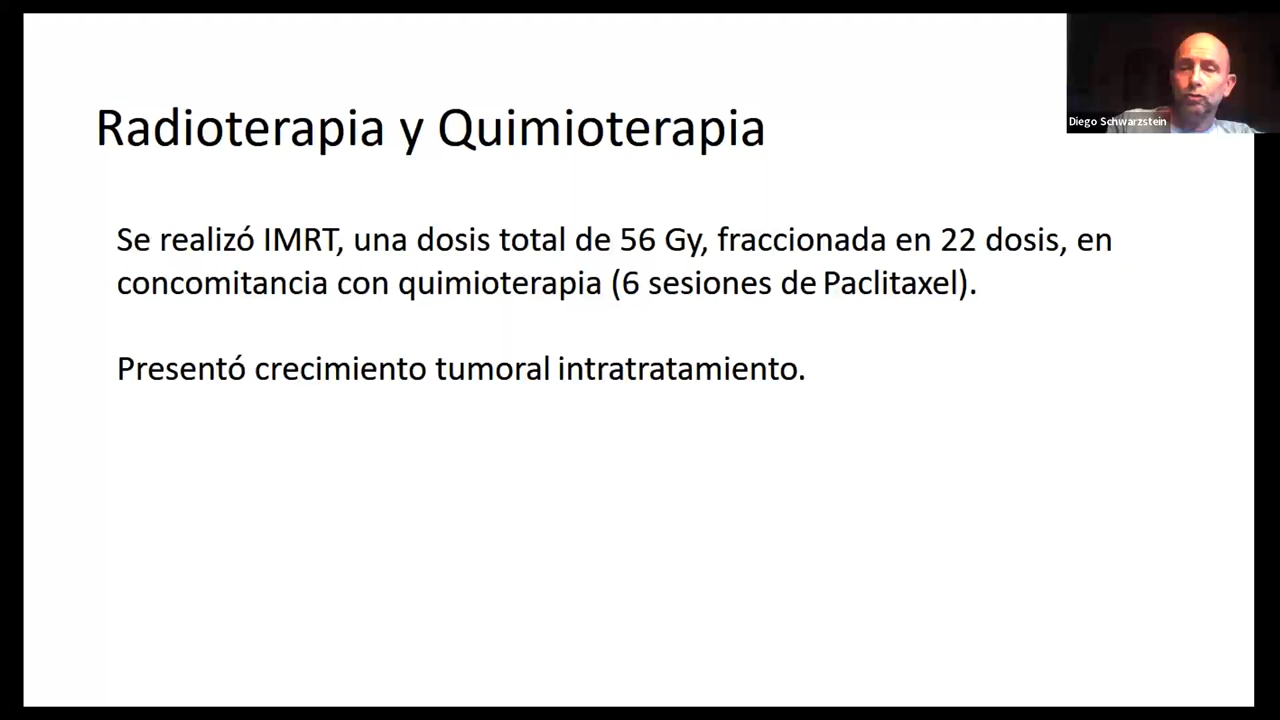 Radioterapia y Quimioterapia
Diego Schwarzstein
Se realizó IMRT, una dosis total de 56 Gy, fraccionada en 22 dosis, en
concomitancia con quimioterapia (6 sesiones de Paclitaxel).
Presentó crecimiento tumoral intratratamiento.